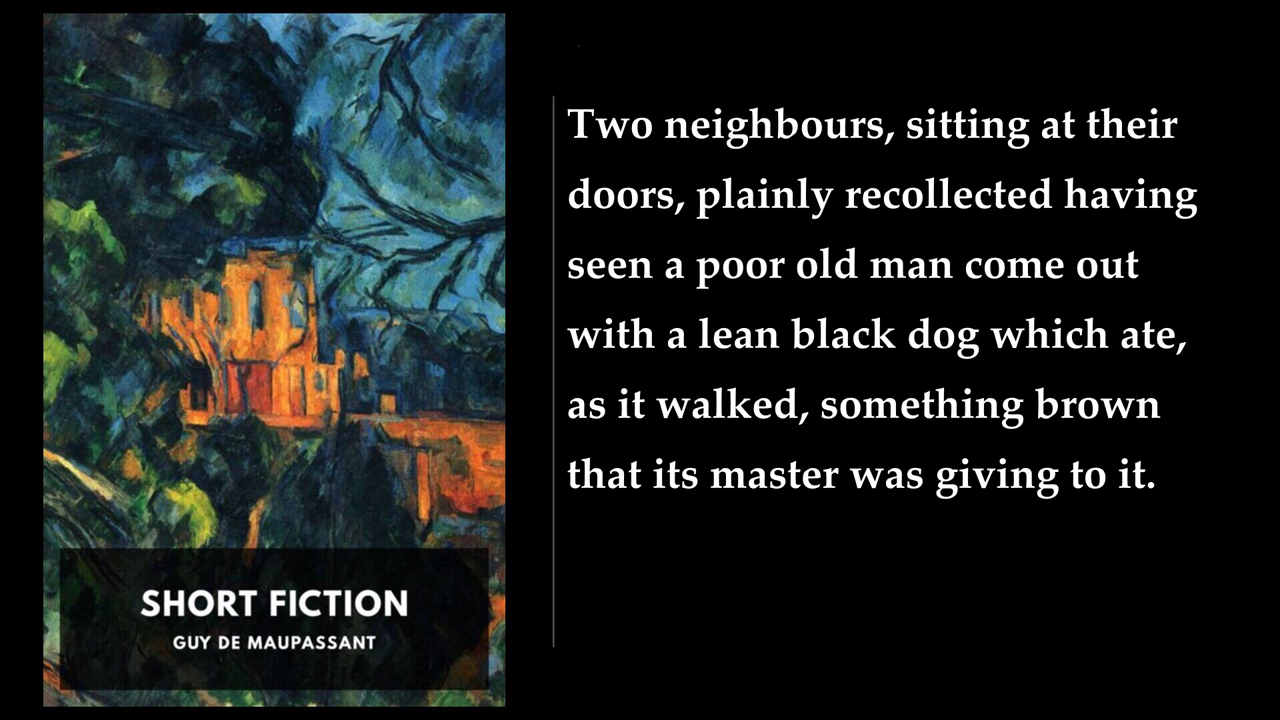 SHORT FICTION
GUY DE MAUPASSANT
Two neighbours, sitting at their
doors, plainly recollected having
seen a poor old man come out
with a lean black dog which ate,
as it walked, something brown
that its master was giving to it.